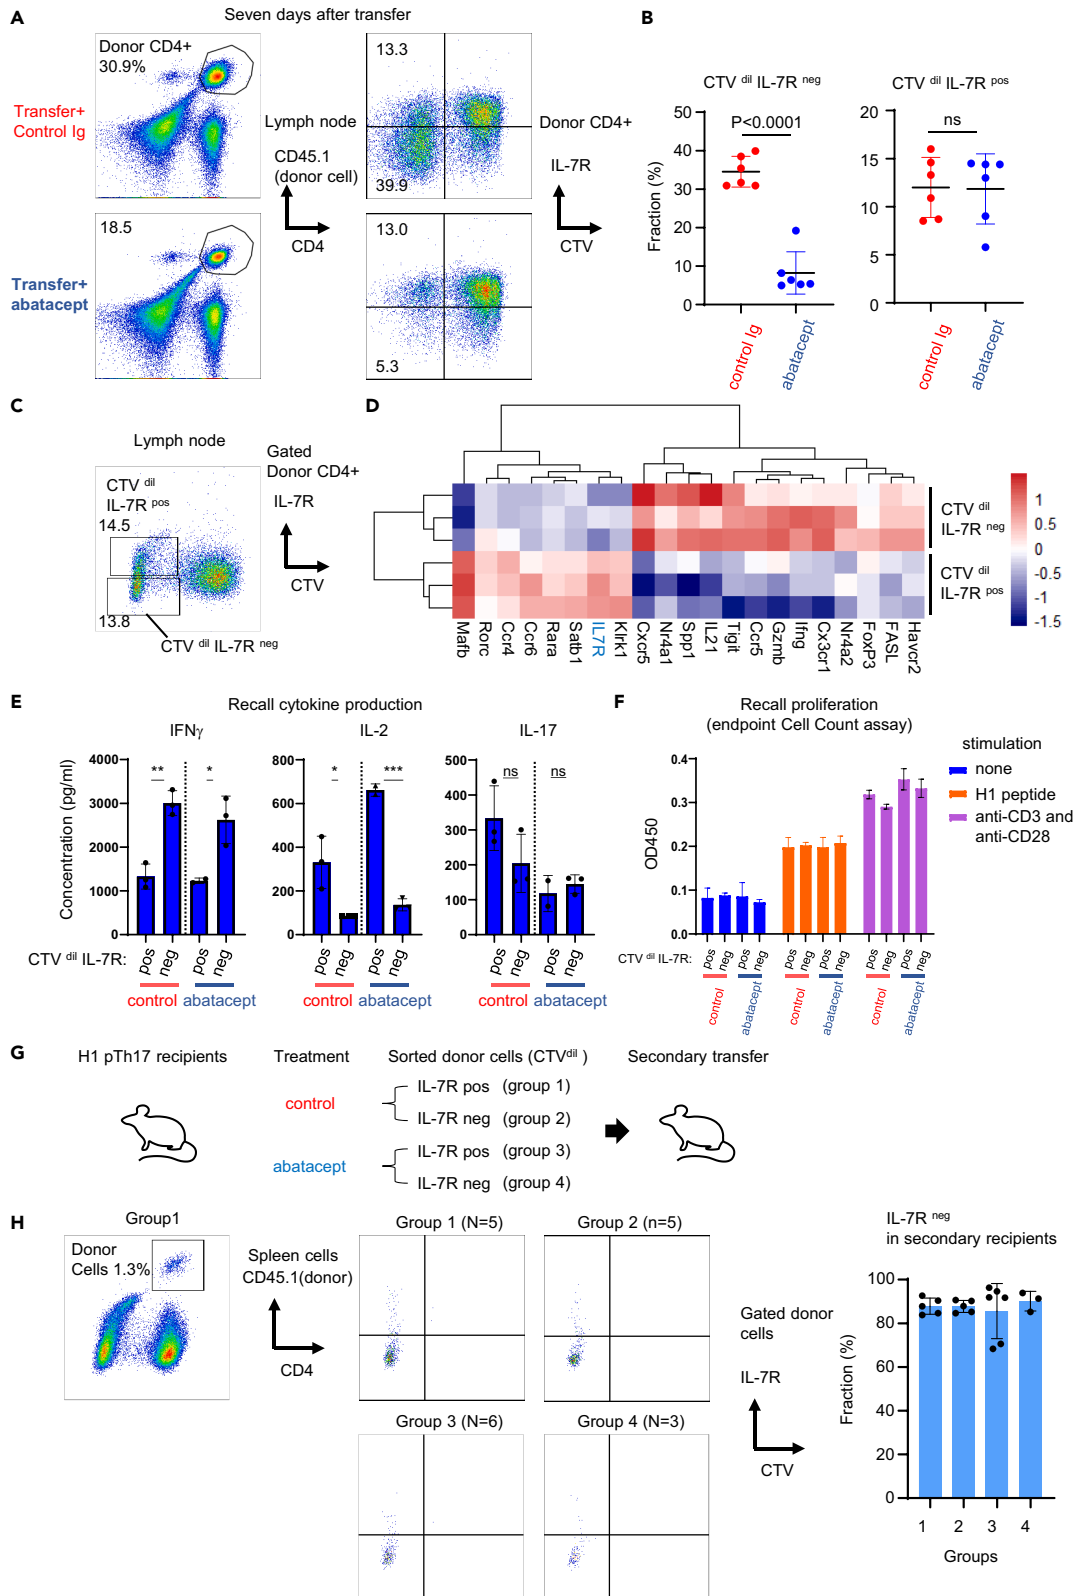 A
Seven days after transfer
Donor CD4+
30.9%
Transfer+
Control Ig
Lymph node
CD45.1
(donor cell)
CD4
13.3
39.9
Donor CD4+
IL-7R
CTV
18.5
Transfer+
abatacept
13.0
5.3
B
CTV dil IL-7R neg
P<0.0001
Fraction (%)
50
40
30
20
10
0
control Ig
abatacept
CTV dil IL-7R pos
ns
20
15
10
5
0
control Ig
abatacept
C
Lymph node
CTV dil
IL-7R pos
14.5
13.8
CTV dil IL-7R neg
Gated
Donor CD4+
IL-7R
CTV
D
CTV dil
IL-7R neg
CTV dil
IL-7R pos
1
0.5
0
-0.5
-1
-1.5
Mafb
Rorc
Ccr4
Ccr6
Rara
Satb1
IL7R
Klrk1
Cxcr5
Nr4a1
Spp1
IL21
Tigit
Ccr5
Gzmb
Ifng
Cx3cr1
Nr4a2
FoxP3
FASL
Havcr2
E
Recall cytokine production
IFNγ
IL-2
IL-17
Concentration (pg/ml)
4000
3000
2000
1000
0
** *
800
600
400
200
0
* ***
500
400
300
200
100
0
ns ns
CTV dil IL-7R:
pos neg pos neg
control abatacept
pos neg pos neg
control abatacept
pos neg pos neg
control abatacept
F
Recall proliferation
(endpoint Cell Count assay)
stimulation
none
H1 peptide
anti-CD3 and
anti-CD28
OD450
0.4
0.3
0.2
0.1
0.0
CTV dil IL-7R:
pos neg pos neg pos neg pos neg pos neg pos neg
control abatacept control abatacept control abatacept
G
H1 pTh17 recipients
Treatment
Sorted donor cells (CTVdil )
Secondary transfer
control
IL-7R pos (group 1)
IL-7R neg (group 2)
abatacept
IL-7R pos (group 3)
IL-7R neg (group 4)
H
Group1
Donor
Cells 1.3%
Spleen cells
CD45.1(donor)
CD4
Group 1 (N=5)
Group 2 (n=5)
Group 3 (N=6)
Group 4 (N=3)
Gated donor
cells
IL-7R
CTV
IL-7R neg
in secondary recipients
Fraction (%)
100
80
60
40
20
0
1 2 3 4
Groups